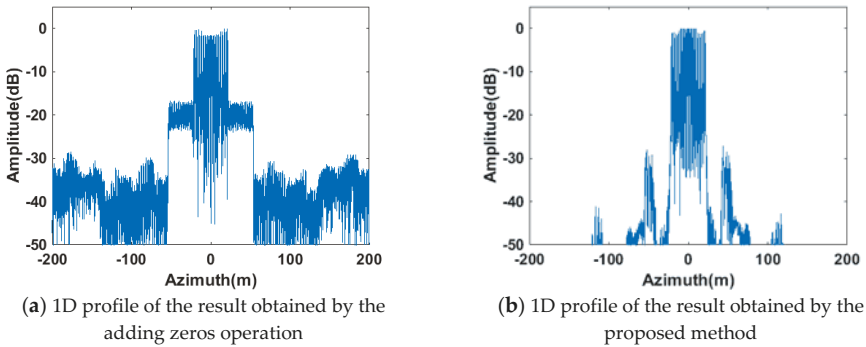 0
-10
-20
-30
-40
-50
Amplitude(dB)
-200
-100
0
100
200
Azimuth(m)
(a) 1D profile of the result obtained by the
adding zeros operation
0
-10
-20
-30
-40
-50
Amplitude(dB)
-200
-100
0
100
200
Azimuth(m)
(b) 1D profile of the result obtained by the
proposed method